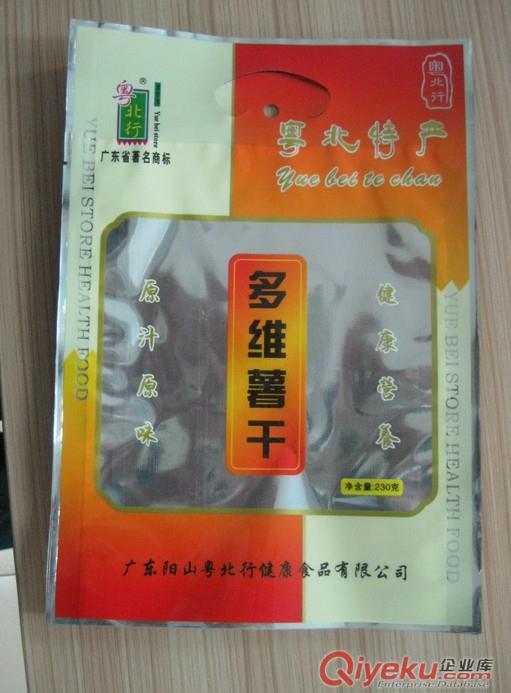 粤北行®
Yue bei store
广东省著名商标
粤北行
粤北特产
Yue bei te chan
YUE BEI STORE HEALTH FOOD
原汁原味
多维薯干
健康营养
YUE BEI STORE HEALTH FOOD
净含量:230克
广东阳山粤北行健康食品有限公司
Qiyeku.com企业库
Enterprise Database